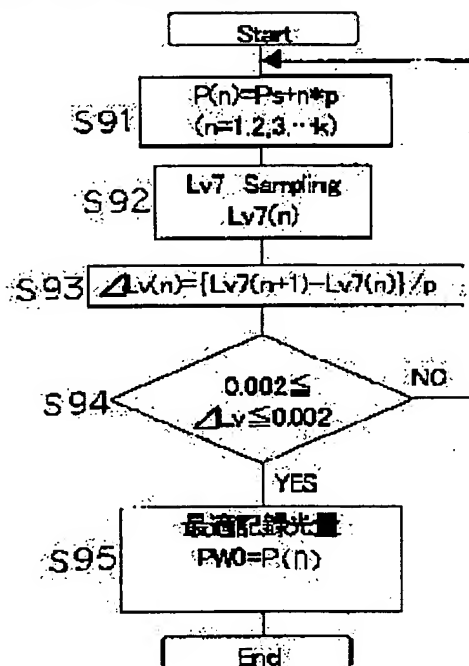 Start
S91
P(n)=Ps+n*p
(n=1,2,3,…k)
S92
Lv7 Sampling
Lv7(n)
S93
⊿Lv(n)={Lv7(n+1)-Lv7(n)}/p
S94
0.002≦
⊿Lv≦0.002
NO
YES
S95
最適記録光量
PW0=P(n)
End